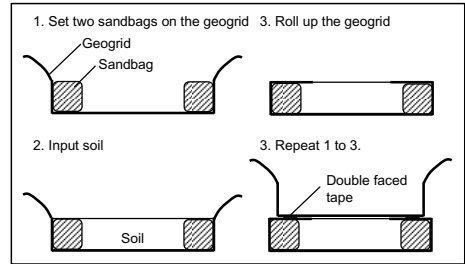 1. Set two sandbags on the geogrid
Geogrid
Sandbag
2. Input soil
Soil
3. Roll up the geogrid
3. Repeat 1 to 3.
Double faced
tape